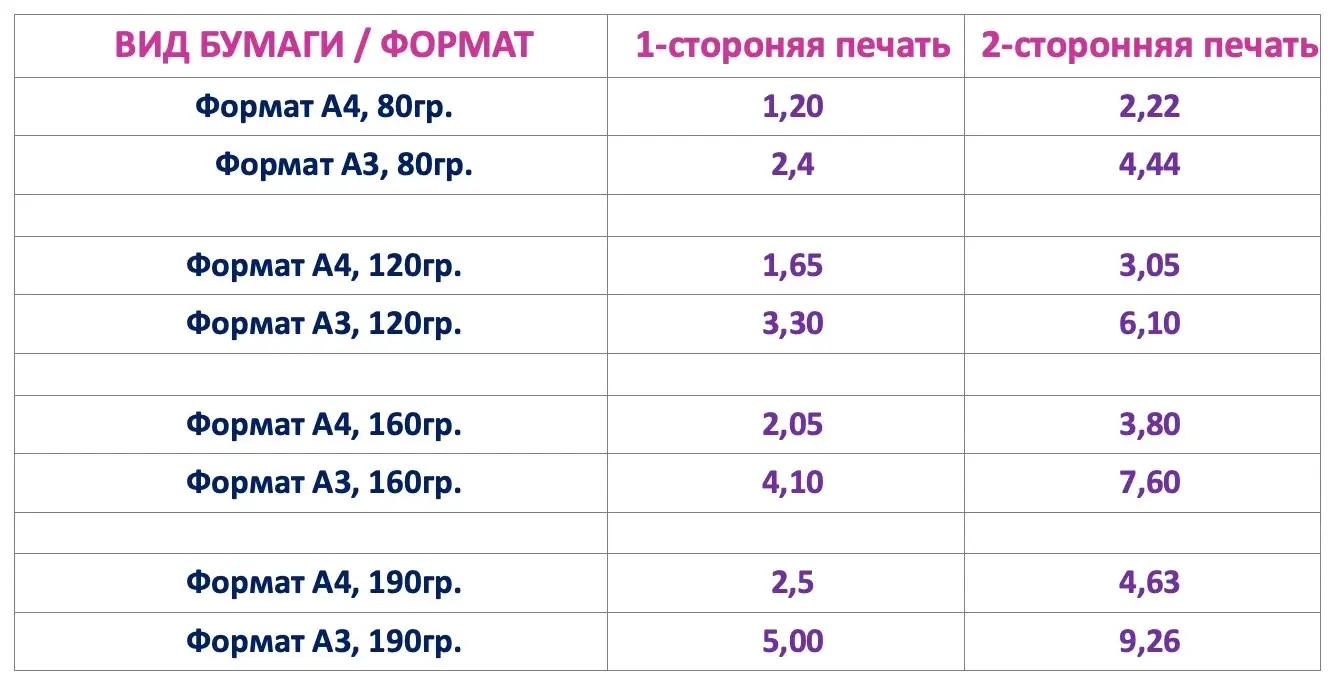 ВИД БУМАГИ / ФОРМАТ 1-стороняя печать 2-сторонняя печать
Формат А4, 80гр. 1,20 2,22
Формат А3, 80гр. 2,4 4,44
Формат А4, 120гр. 1,65 3,05
Формат А3, 120гр. 3,30 6,10
Формат А4, 160гр. 2,05 3,80
Формат А3, 160гр. 4,10 7,60
Формат А4, 190гр. 2,5 4,63
Формат А3, 190гр. 5,00 9,26